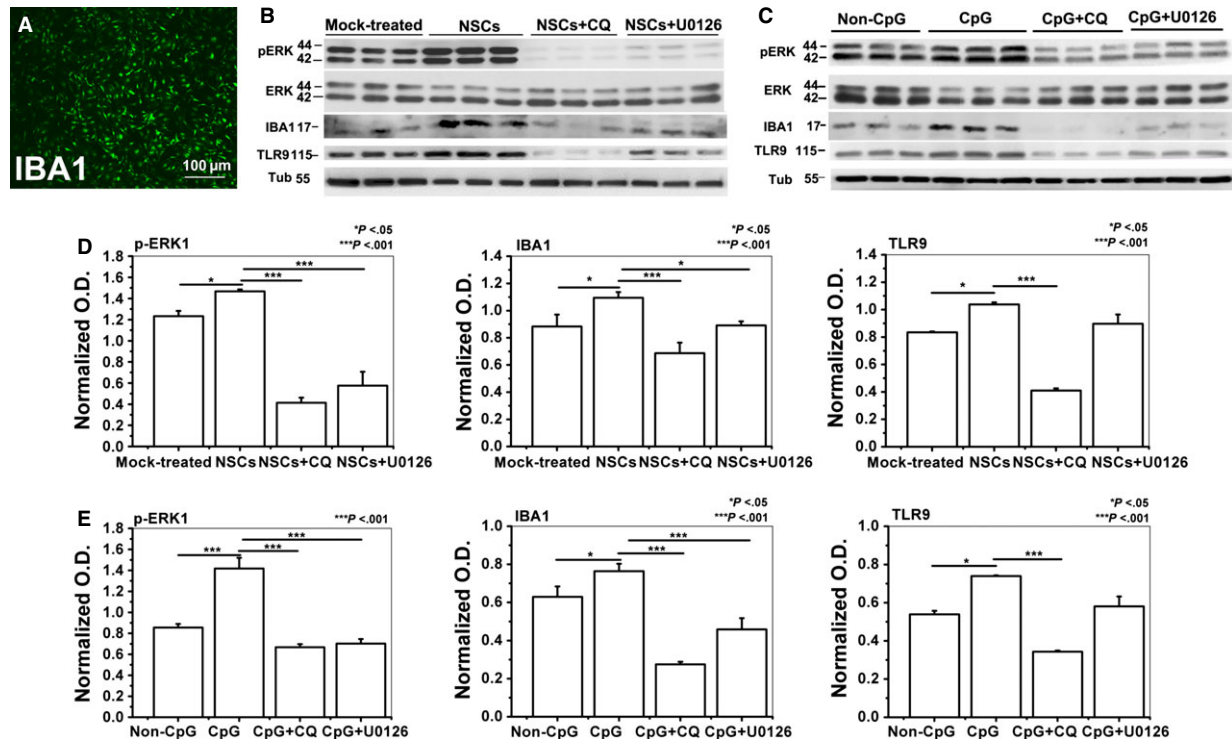 A
IBA1
100 µm
B
Mock-treated NSCs NSCs+CQ NSCs+U0126
pERK 44
42
ERK 44
42
IBA117
TLR9115
Tub 55
C
Non-CpG CpG CpG+CQ CpG+U0126
pERK 44
42
ERK 44
42
IBA1 17
TLR9 115
Tub 55
D
p-ERK1
*P <.05
***P <.001
Normalized O.D.
1.8
1.6
1.4
1.2
1.0
0.8
0.6
0.4
0.2
0.0
* *** ***
Mock-treated NSCs NSCs+CQ NSCs+U0126
IBA1
*P <.05
***P <.001
Normalized O.D.
1.4
1.2
1.0
0.8
0.6
0.4
0.2
0.0
* *** *
Mock-treated NSCs NSCs+CQ NSCs+U0126
TLR9
*P <.05
***P <.001
Normalized O.D.
1.4
1.2
1.0
0.8
0.6
0.4
0.2
0.0
* ***
Mock-treated NSCs NSCs+CQ NSCs+U0126
E
p-ERK1
***P <.001
Normalized O.D.
1.8
1.6
1.4
1.2
1.0
0.8
0.6
0.4
0.2
0.0
*** *** ***
Non-CpG CpG CpG+CQ CpG+U0126
IBA1
*P <.05
***P <.001
Normalized O.D.
1.0
0.8
0.6
0.4
0.2
0.0
* *** ***
Non-CpG CpG CpG+CQ CpG+U0126
TLR9
*P <.05
***P <.001
Normalized O.D.
1.0
0.8
0.6
0.4
0.2
0.0
* ***
Non-CpG CpG CpG+CQ CpG+U0126